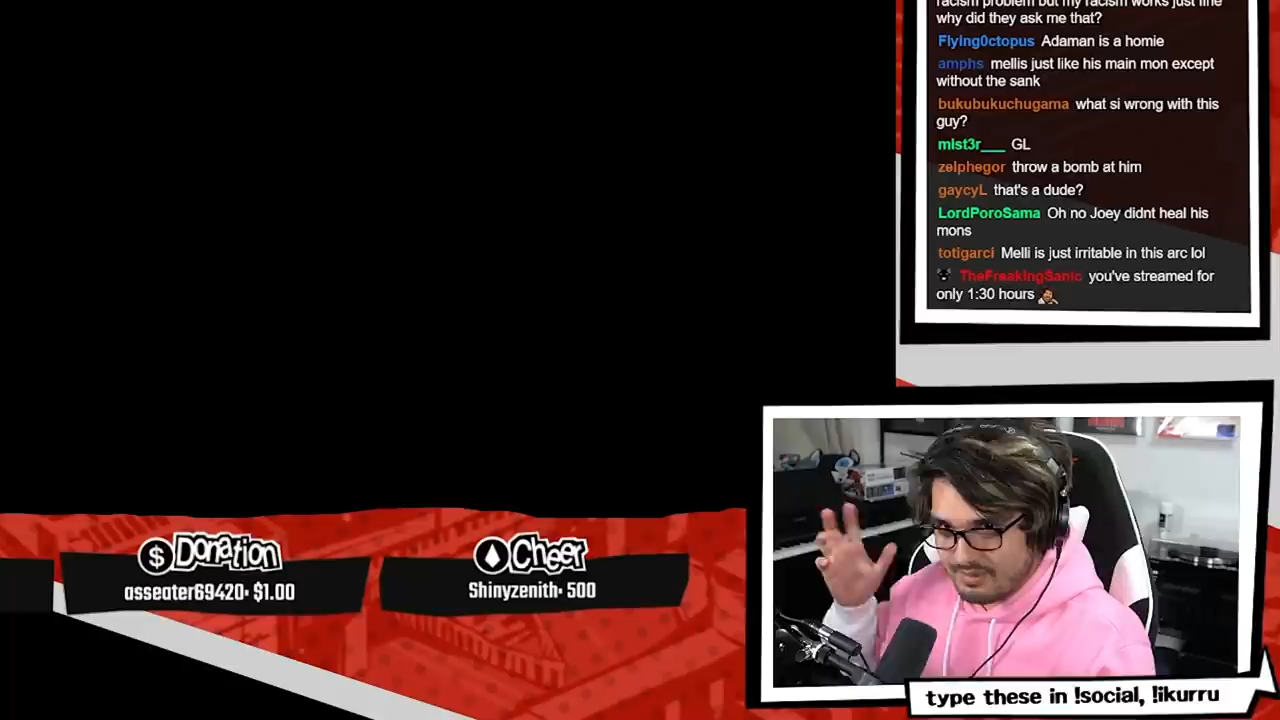 racism problem but my racism works just fine
why did they ask me that?
Flying0ctopus Adaman is a homie
amphs mellis just like his main mon except
without the sank
bukubukuchugama what si wrong with this
guy?
mist3r___ GL
zelphegor throw a bomb at him
gaycyL that's a dude?
LordPoroSama Oh no Joey didnt heal his
mons
totigarci Melli is just irritable in this arc lol
TheFreakingSanic you've streamed for
only 1:30 hours
$ Donation
asseater69420: $1.00
Cheer
Shinyzenith: 500
type these in !social, !ikurru